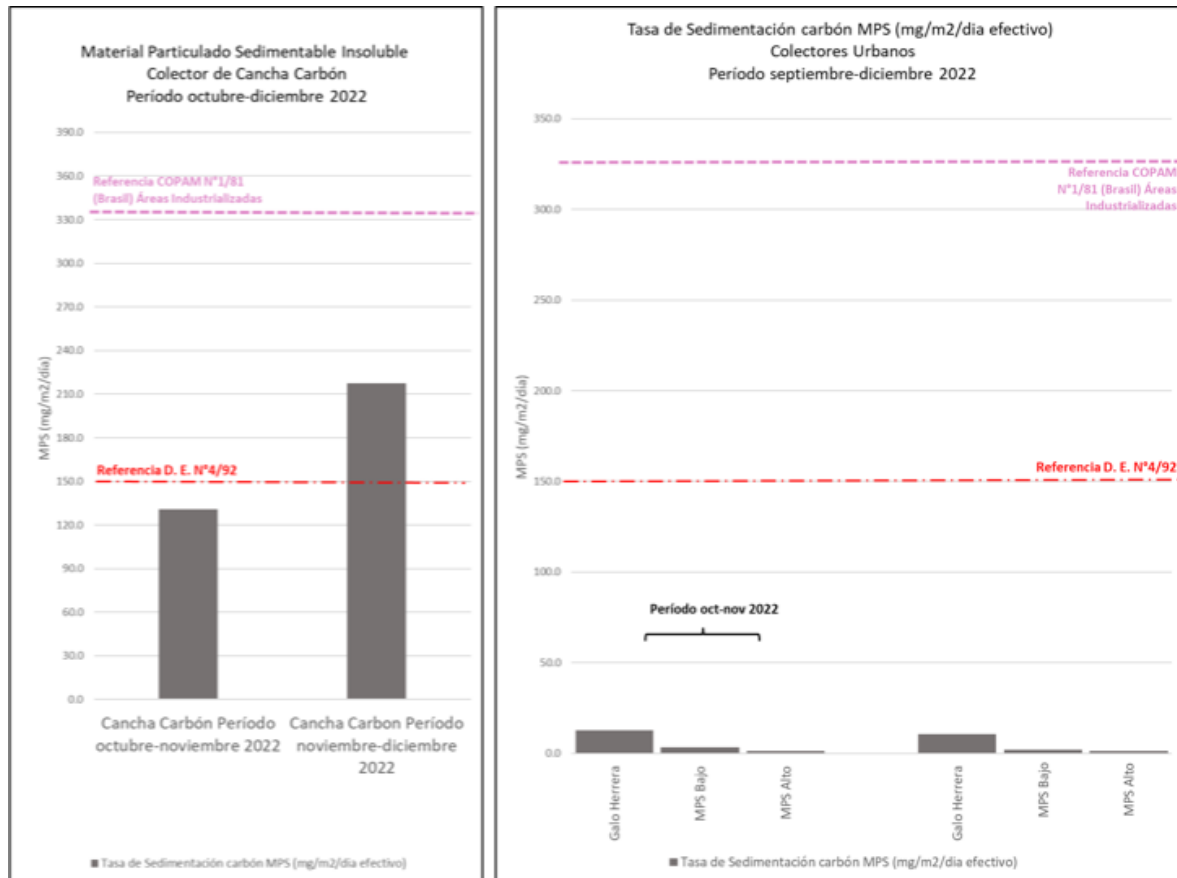 Material Particulado Sedimentable Insoluble
Colector de Cancha Carbón
Período octubre-diciembre 2022
390.0
Referencia COPAM N°1/81
(Brasil) Áreas Industrializadas
360.0
330.0
300.0
270.0
240.0
210.0
180.0
Referencia D. E. N°4/92
150.0
120.0
90.0
60.0
30.0
0.0
MPS (mg/m2/día)
Cancha Carbón Período
octubre-noviembre 2022
Cancha Carbon Período
noviembre-diciembre
2022
Tasa de Sedimentación carbón MPS (mg/m2/dia efectivo)
Tasa de Sedimentación carbón MPS (mg/m2/dia efectivo)
Colectores Urbanos
Período septiembre-diciembre 2022
350.0
Referencia COPAM
N°1/81 (Brasil) Áreas
Industrializadas
300.0
250.0
200.0
Referencia D. E. N°4/92
150.0
100.0
Período oct-nov 2022
50.0
0.0
MPS (mg/m2/día)
Galo Herrera
MPS Bajo
MPS Alto
Galo Herrera
MPS Bajo
MPS Alto
Tasa de Sedimentación carbón MPS (mg/m2/dia efectivo)